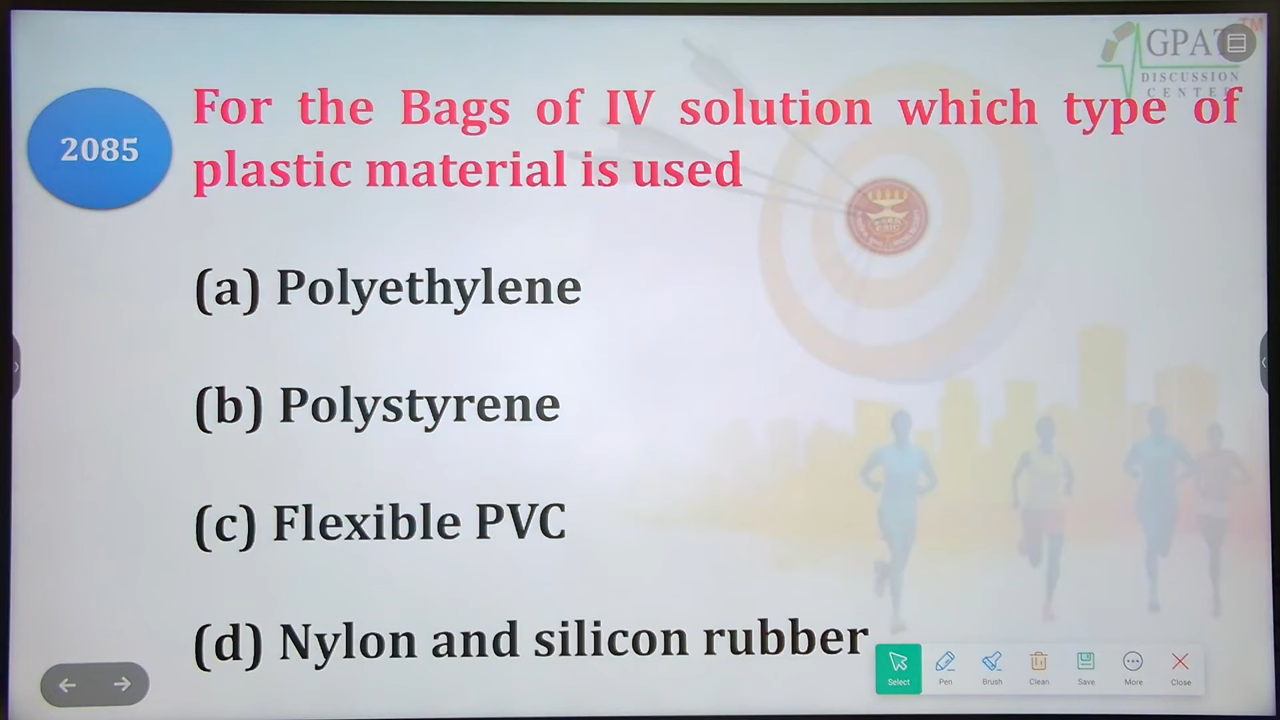 GPAT
TM
DISCUSSION
CENTER
2085
For the Bags of IV solution which type of
plastic material is used
(a) Polyethylene
(b) Polystyrene
(c) Flexible PVC
(d) Nylon and silicon rubber
Select
Pen
Brush
Clean
Save
More
Close